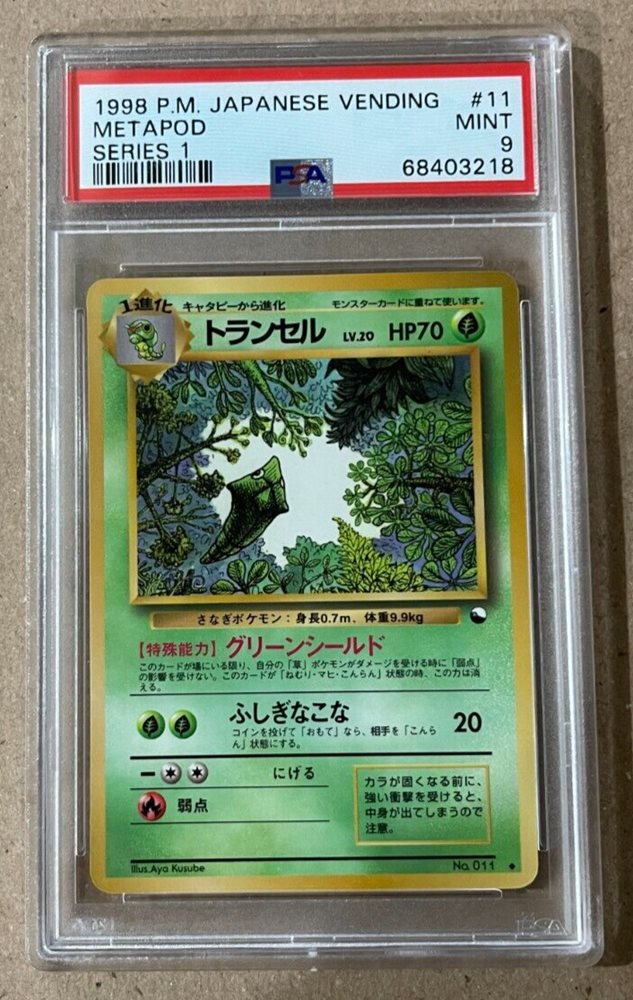 1998 P.M. JAPANESE VENDING #11
METAPOD MINT
SERIES 1 9
PSA 68403218
1進化 キャタピーから進化 モンスターカードに重ねて使います。
トランセル LV.20 HP70
さなぎポケモン：身長0.7m、体重9.9kg
【特殊能力】グリーンシールド
このカードが場にいる限り、自分の「草」ポケモンがダメージを受ける時に「弱点」
の影響を受けない。このカードが「ねむり・マヒ・こんらん」状態の時、この力は消
える。
ふしぎなこな 20
コインを投げて「おもて」なら、相手を「こんら
ん」状態にする。
ー にげる
弱点
カラが固くなる前に、
強い衝撃を受けると、
中身が出てしまうので
注意。
Illus.Aya Kusube No.011
PSA